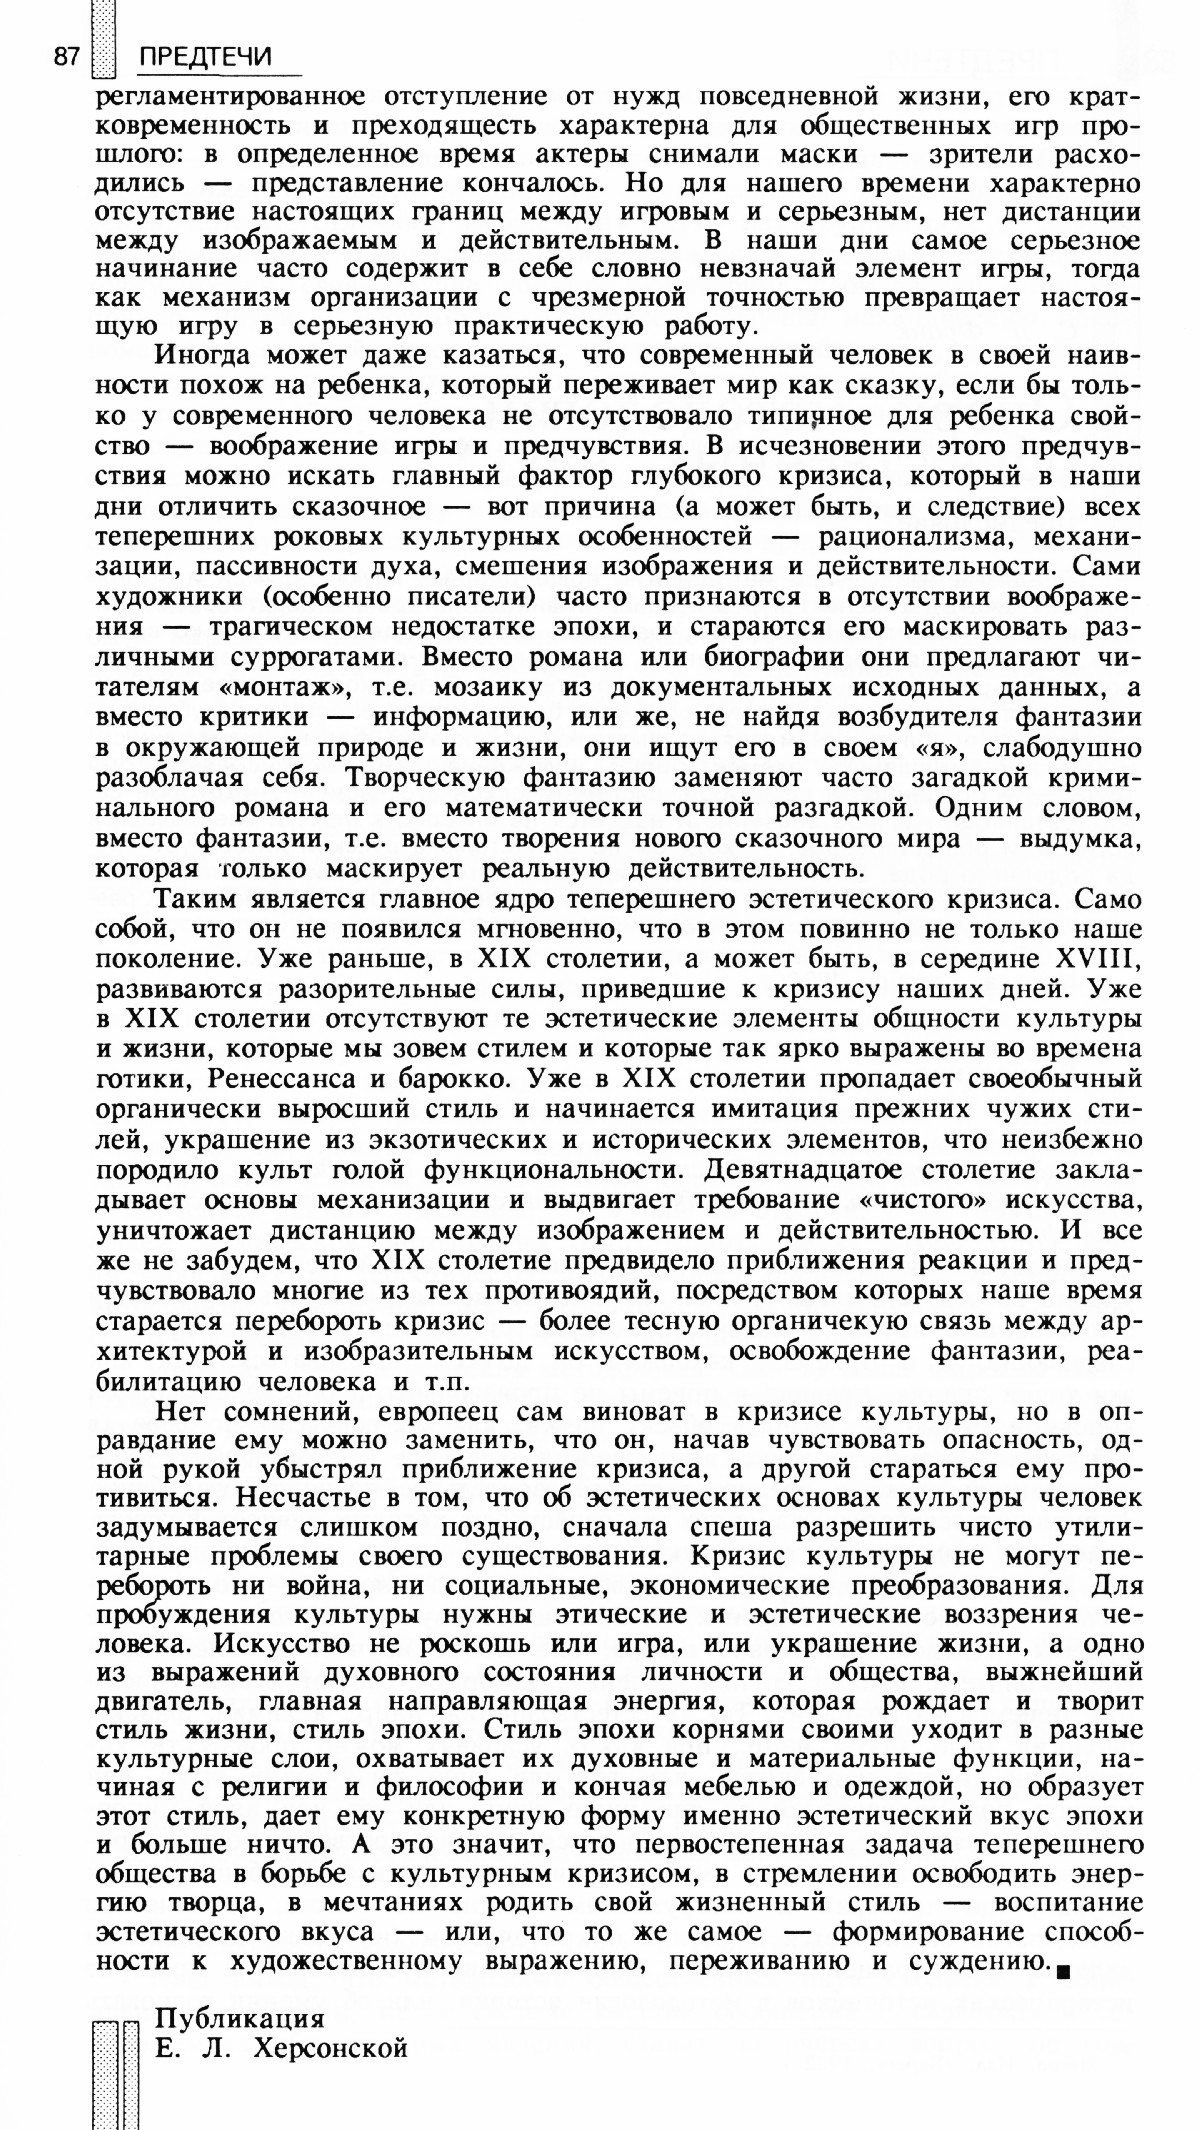 87 ПРЕДТЕЧИ
регламентированное отступление от нужд повседневной жизни, его крат-
ковременность и преходящесть характерна для общественных игр про-
шлого: в определенное время актеры снимали маски — зрители расхо-
дились — представление кончалось. Но для нашего времени характерно
отсутствие настоящих границ между игровым и серьезным, нет дистанции
между изображаемым и действительным. В наши дни самое серьезное
начинание часто содержит в себе словно невзначай элемент игры, тогда
как механизм организации с чрезмерной точностью превращает настоя-
щую игру в серьезную практическую работу.
Иногда может даже казаться, что современный человек в своей наив-
ности похож на ребенка, который переживает мир как сказку, если бы толь-
ко у современного человека не отсутствовало типичное для ребенка свой-
ство — воображение игры и предчувствия. В исчезновении этого предчув-
ствия можно искать главный фактор глубокого кризиса, который в наши
дни отличить сказочное — вот причина (а может быть, и следствие) всех
теперешних роковых культурных особенностей — рационализма, механи-
зации, пассивности духа, смешения изображения и действительности. Сами
художники (особенно писатели) часто признаются в отсутствии воображе-
ния — трагическом недостатке эпохи, и стараются его маскировать раз-
личными суррогатами. Вместо романа или биографии они предлагают чи-
тателям «монтаж», т.е. мозаику из документальных исходных данных, а
вместо критики — информацию, или же, не найдя возбудителя фантазии
в окружающей природе и жизни, они ищут его в своем «я», слабодушно
разоблачая себя. Творческую фантазию заменяют часто загадкой крими-
нального романа и его математически точной разгадкой. Одним словом,
вместо фантазии, т.е. вместо творения нового сказочного мира — выдумка,
которая только маскирует реальную действительность.
Таким является главное ядро теперешнего эстетического кризиса. Само
собой, что он не появился мгновенно, что в этом повинно не только наше
поколение. Уже раньше, в XIX столетии, а может быть, в середине XVIII,
развиваются разорительные силы, приведшие к кризису наших дней. Уже
в XIX столетии отсутствуют те эстетические элементы общности культуры
и жизни, которые мы зовем стилем и которые так ярко выражены во времена
готики, Ренессанса и барокко. Уже в XIX столетии пропадает своеобычный
органически выросший стиль и начинается имитация прежних чужих сти-
лей, украшение из экзотических и исторических элементов, что неизбежно
породило культ голой функциональности. Девятнадцатое столетие закла-
дывает основы механизации и выдвигает требование «чистого» искусства,
уничтожает дистанцию между изображением и действительностью. И все
же не забудем, что XIX столетие предвидело приближения реакции и пред-
чувствовало многие из тех противоядий, посредством которых наше время
старается перебороть кризис — более тесную органичекую связь между ар-
хитектурой и изобразительным искусством, освобождение фантазии, реа-
билитацию человека и т.п.
Нет сомнений, европеец сам виноват в кризисе культуры, но в оп-
равдание ему можно заменить, что он, начав чувствовать опасность, од-
ной рукой убыстрял приближение кризиса, а другой стараться ему про-
тивиться. Несчастье в том, что об эстетических основах культуры человек
задумывается слишком поздно, сначала спеша разрешить чисто утили-
тарные проблемы своего существования. Кризис культуры не могут пе-
ребороть ни война, ни социальные, экономические преобразования. Для
пробуждения культуры нужны этические и эстетические воззрения че-
ловека. Искусство не роскошь или игра, или украшение жизни, а одно
из выражений духовного состояния личности и общества, выжнейший
двигатель, главная направляющая энергия, которая рождает и творит
стиль жизни, стиль эпохи. Стиль эпохи корнями своими уходит в разные
культурные слои, охватывает их духовные и материальные функции, на-
чиная с религии и философии и кончая мебелью и одеждой, но образует
этот стиль, дает ему конкретную форму именно эстетический вкус эпохи
и больше ничто. А это значит, что первостепенная задача теперешнего
общества в борьбе с культурным кризисом, в стремлении освободить энер-
гию творца, в мечтаниях родить свой жизненный стиль — воспитание
эстетического вкуса — или, что то же самое — формирование способ-
ности к художественному выражению, переживанию и суждению.■
Публикация
Е. Л. Херсонской